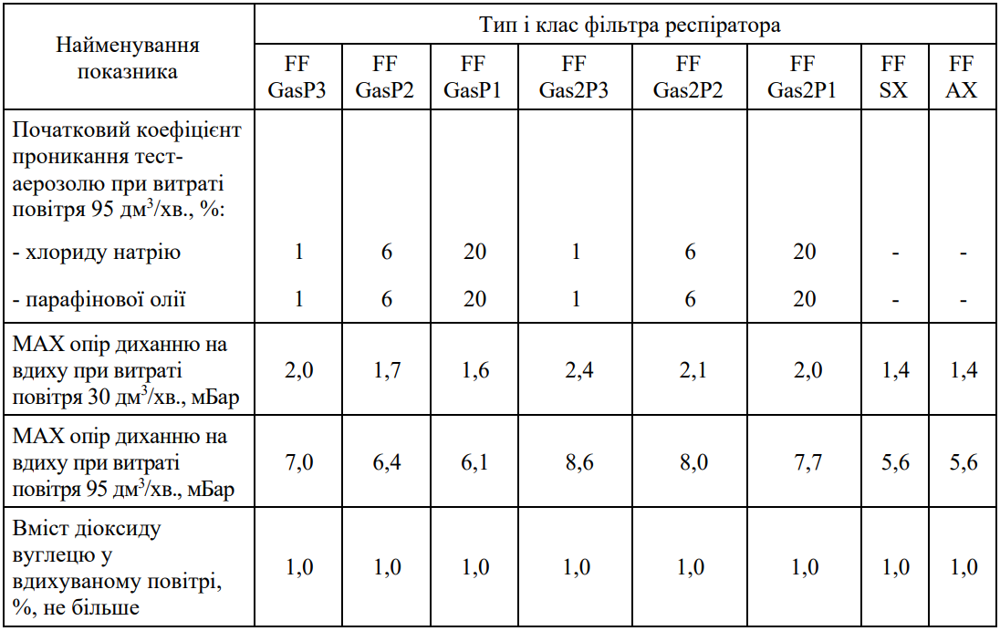 Найменування показника
Тип і клас фільтра респіратора
FF GasP3
FF GasP2
FF GasP1
FF Gas2P3
FF Gas2P2
FF Gas2P1
FF SX
FF AX
Початковий коефіцієнт
проникання тест-
аерозолю при витраті
повітря 95 дм³/хв., %:
- хлориду натрію 1 6 20 1 6 20 - -
- парафінової олії 1 6 20 1 6 20 - -
МАХ опір диханню на
вдиху при витраті
повітря 30 дм³/хв., мБар
2,0 1,7 1,6 2,4 2,1 2,0 1,4 1,4
МАХ опір диханню на
вдиху при витраті
повітря 95 дм³/хв., мБар
7,0 6,4 6,1 8,6 8,0 7,7 5,6 5,6
Вміст діоксиду
вуглецю у
вдихуваному повітрі,
%, не більше
1,0 1,0 1,0 1,0 1,0 1,0 1,0 1,0